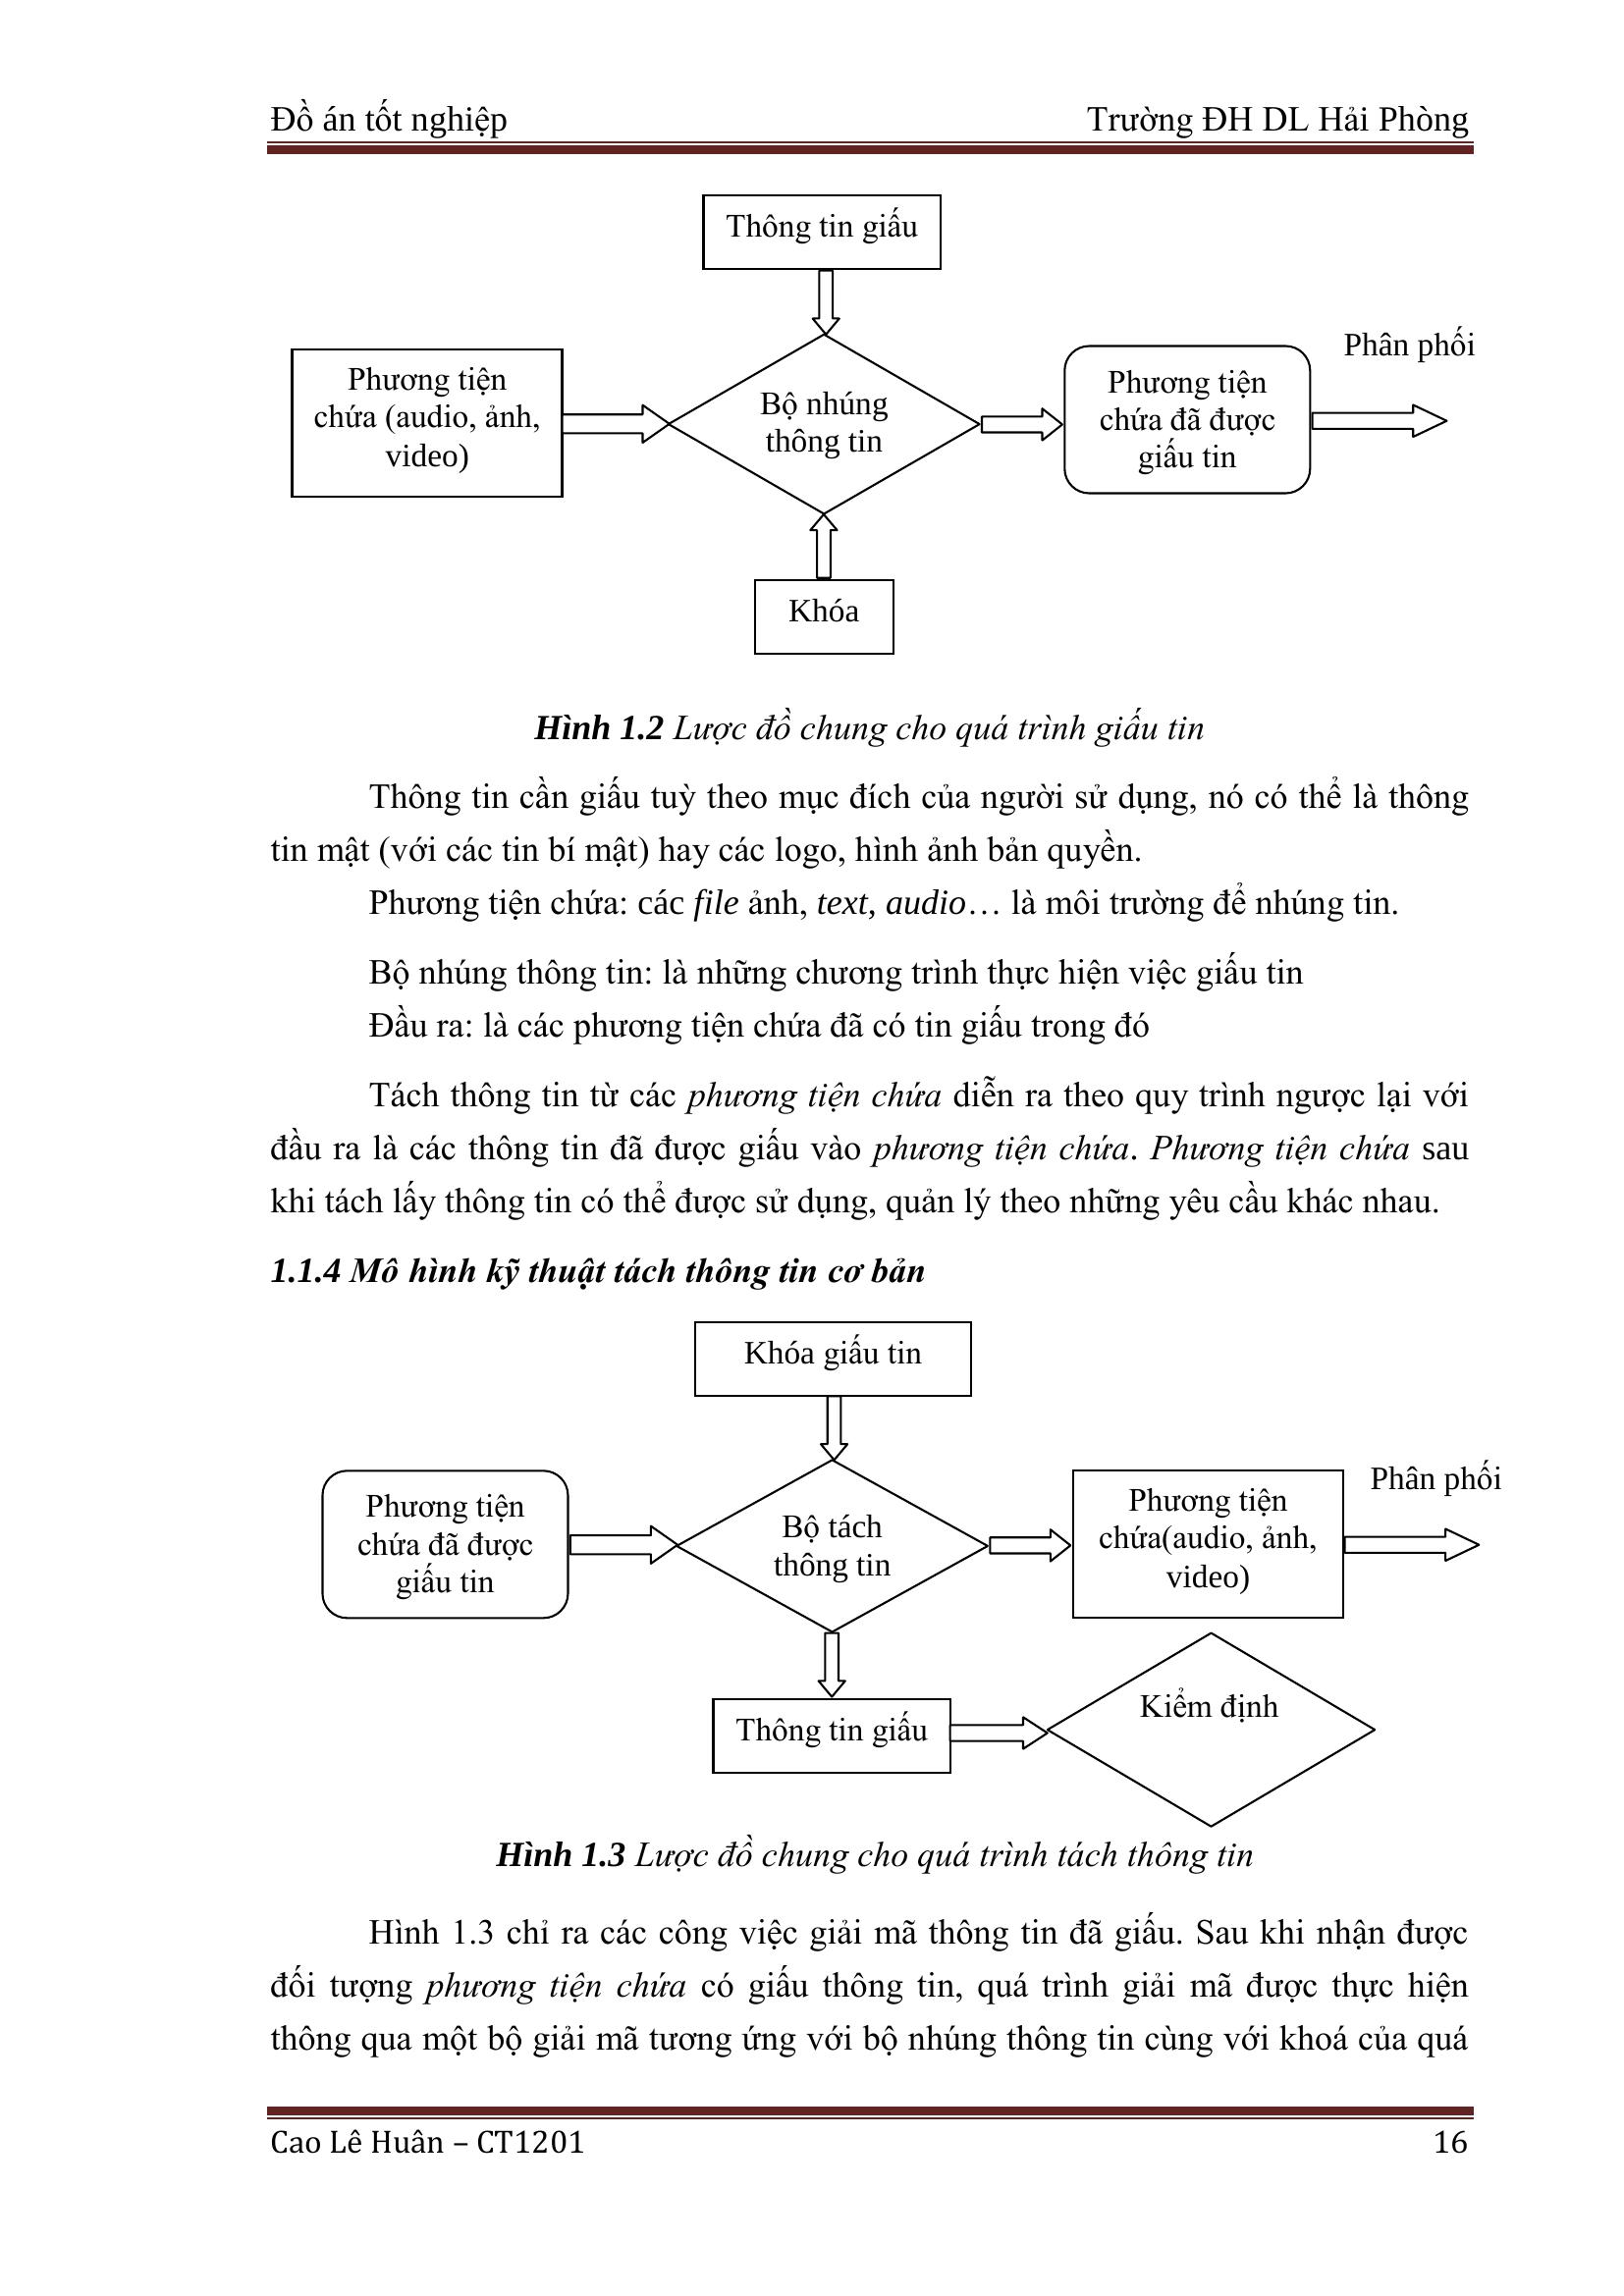 Đồ án tốt nghiệp Trường ĐH DL Hải Phòng
Thông tin giấu
Phương tiện
chứa (audio, ảnh,
video)
Bộ nhúng
thông tin
Phương tiện
chứa đã được
giấu tin
Phân phối
Khóa
Hình 1.2 Lược đồ chung cho quá trình giấu tin
Thông tin cần giấu tuỳ theo mục đích của người sử dụng, nó có thể là thông
tin mật (với các tin bí mật) hay các logo, hình ảnh bản quyền.
Phương tiện chứa: các file ảnh, text, audio… là môi trường để nhúng tin.
Bộ nhúng thông tin: là những chương trình thực hiện việc giấu tin
Đầu ra: là các phương tiện chứa đã có tin giấu trong đó
Tách thông tin từ các phương tiện chứa diễn ra theo quy trình ngược lại với
đầu ra là các thông tin đã được giấu vào phương tiện chứa. Phương tiện chứa sau
khi tách lấy thông tin có thể được sử dụng, quản lý theo những yêu cầu khác nhau.
1.1.4 Mô hình kỹ thuật tách thông tin cơ bản
Khóa giấu tin
Phương tiện
chứa đã được
giấu tin
Bộ tách
thông tin
Phương tiện
chứa(audio, ảnh,
video)
Phân phối
Thông tin giấu
Kiểm định
Hình 1.3 Lược đồ chung cho quá trình tách thông tin
Hình 1.3 chỉ ra các công việc giải mã thông tin đã giấu. Sau khi nhận được
đối tượng phương tiện chứa có giấu thông tin, quá trình giải mã được thực hiện
thông qua một bộ giải mã tương ứng với bộ nhúng thông tin cùng với khoá của quá
Cao Lê Huân – CT1201 16